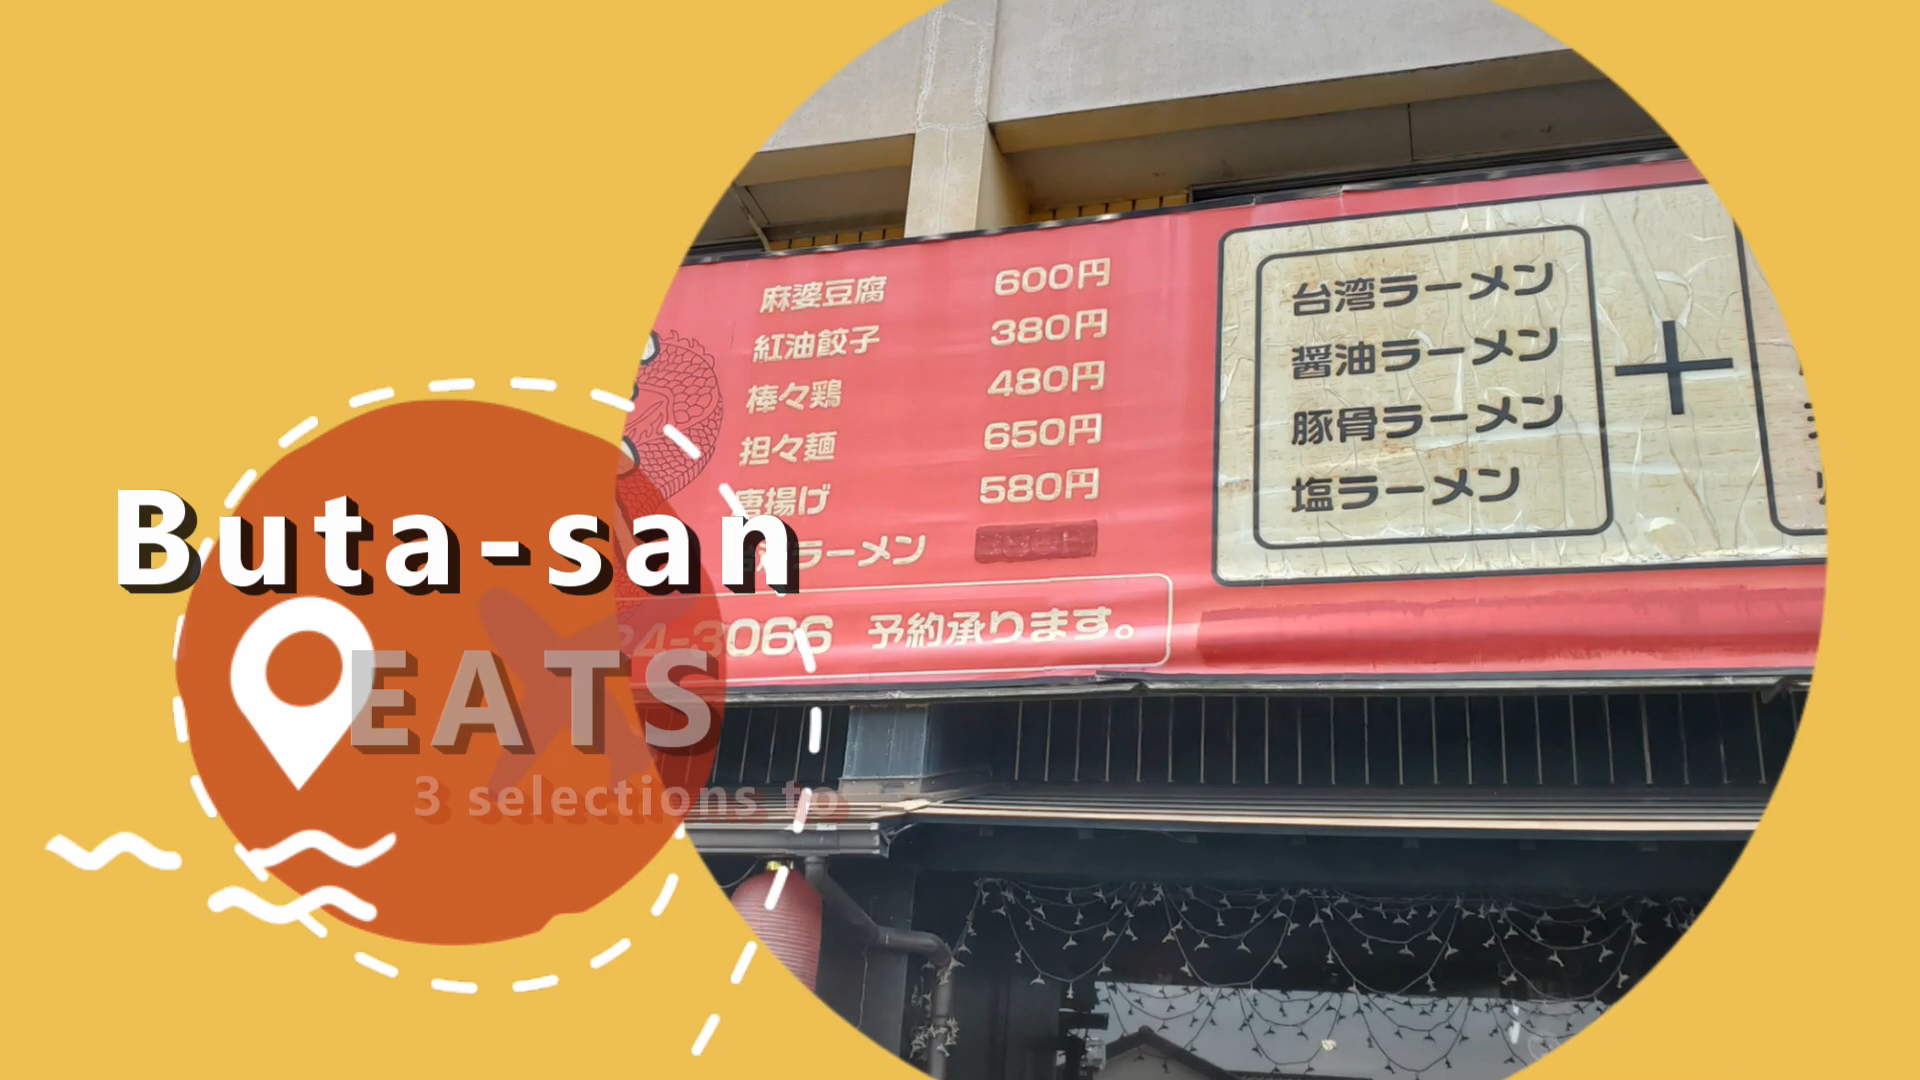 麻婆豆腐 600円
紅油餃子 380円
棒々鶏 480円
担々麺 650円
唐揚げ 580円
ラーメン
24-3066 予約承ります。
台湾ラーメン
醤油ラーメン
豚骨ラーメン
塩ラーメン
+
Buta-san
EATS
3 selections to